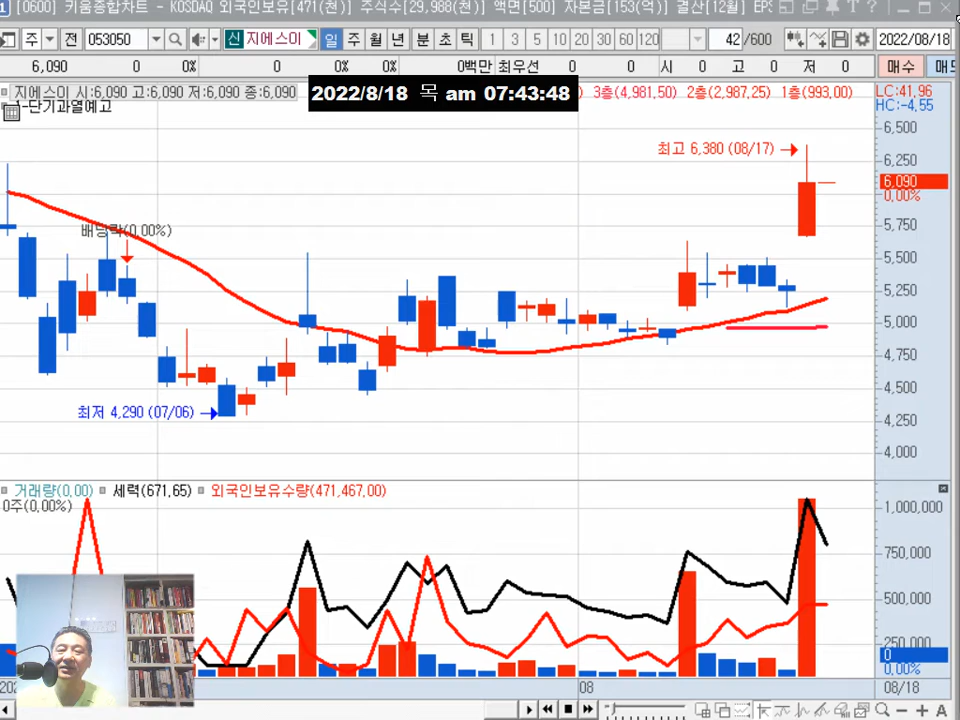 [0600] 키움종합차트 - KOSDAQ 외국인보유[471(천)] 주식수[29,988(천)] 액면[500] 자본금[153(억)] 결산[12월] EPS
주 전 053050 신 지에스이 일 주 월 년 분 초 틱 1 3 5 10 20 30 60 120 42 /600 2022/08/18
6,090 0 0% 0 0% 0% 0백만 최우선 0 0 시 0 고 0 저 0 매수 매도
지에스이 시:6,090 고:6,090 저:6,090 종:6,090 3홀(4,981,50) 2홀(2,987,25) 1홀(993,00) LC:41,96
2022/8/18 목 am 07:43:48
HC:-4,55
-단기과열예고
6,500
최고 6,380 (08/17)
6,250
6,090
0,00%
배당락(0,00%)
5,750
5,500
5,250
5,000
4,750
4,500
최저 4,290 (07/06)
4,250
4,000
거래량(0,00) 세력(671,65) 외국인보유수량(471,467,00)
0주(0,00%)
1,000,000
750,000
500,000
250,000
0
0,00%
08
08/18